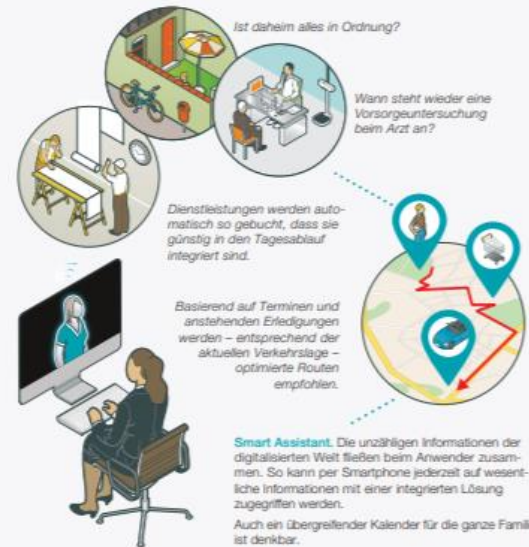 Ist daheim alles in Ordnung?
Wann steht wieder eine
Vorsorgeuntersuchung
beim Arzt an?
Dienstleistungen werden auto-
matisch so gebucht, dass sie
günstig in den Tagesablauf
integriert sind.
Basierend auf Terminen und
anstehenden Erledigungen
werden – entsprechend der
aktuellen Verkehrslage –
optimierte Routen
empfohlen.
Smart Assistant. Die unzähligen Informationen der
digitalisierten Welt fließen beim Anwender zusam-
men. So kann per Smartphone jederzeit auf wesent-
liche Informationen mit einer integrierten Lösung
zugegriffen werden.
Auch ein übergreifender Kalender für die ganze Famili
ist denkbar.